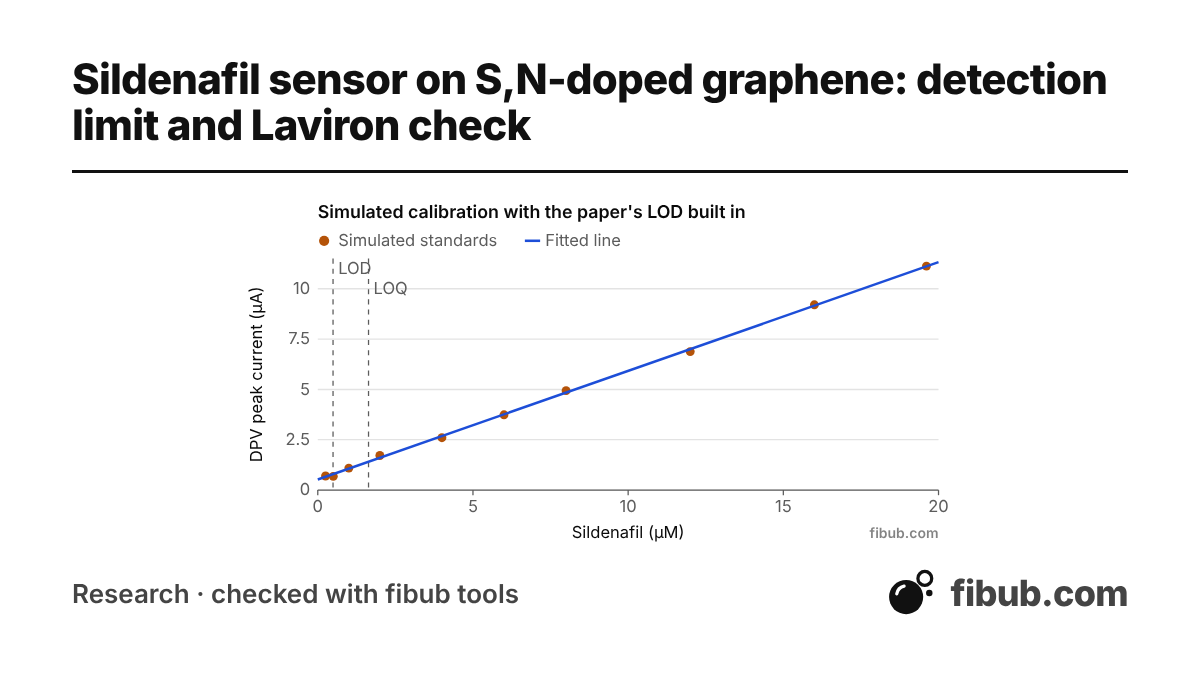 Sildenafil sensor on S,N-doped graphene: detection
limit and Laviron check
Simulated calibration with the paper's LOD built in
Simulated standards
Fitted line
LOD
LOQ
DPV peak current (µA)
10
7.5
5
2.5
0
0
5
10
15
20
Sildenafil (µM)
fibub.com
Research · checked with fibub tools
fibub.com